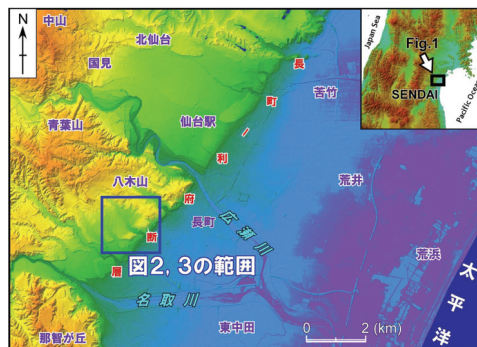 N
中山
北仙台
国見
長町ー利府断層
苦竹
仙台駅
青葉山
八木山
荒井
長町
広瀬川
図2, 3の範囲
荒浜
名取川
太平洋
那智が丘
東中田
0 2 (km)
Japan Sea
Fig.1
SENDAI
Pacific Ocean